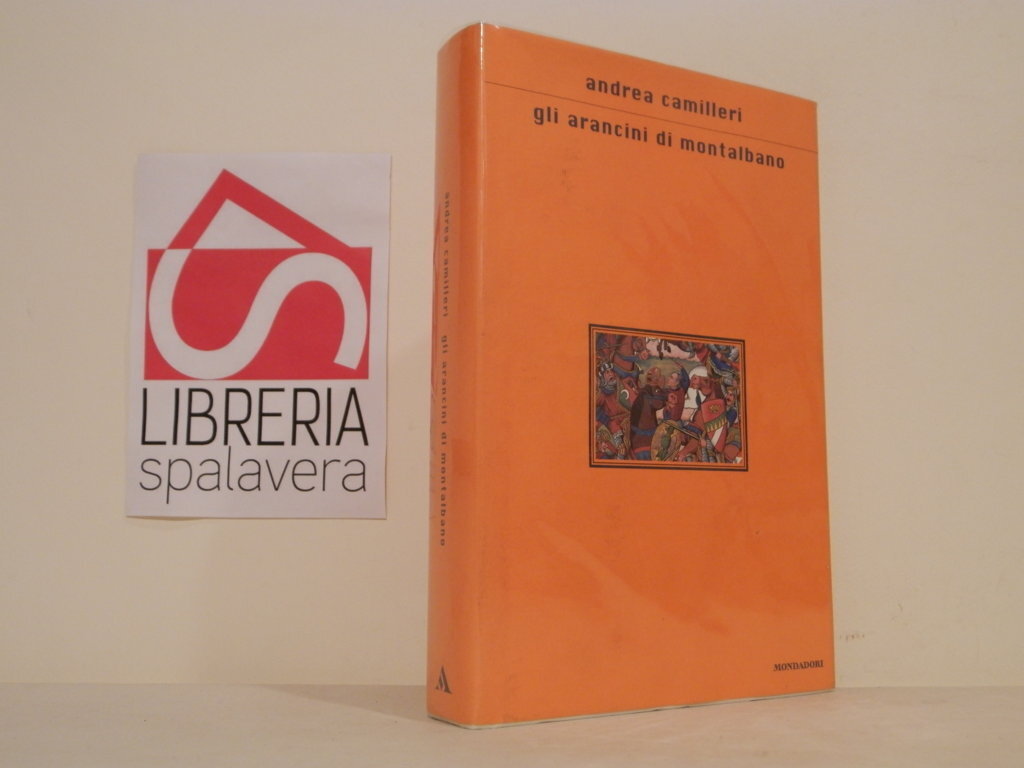 andrea camilleri
gli arancini di montalbano
MONDADORI
andrea camilleri gli arancini di montalbano
LIBRERIA
spalavera